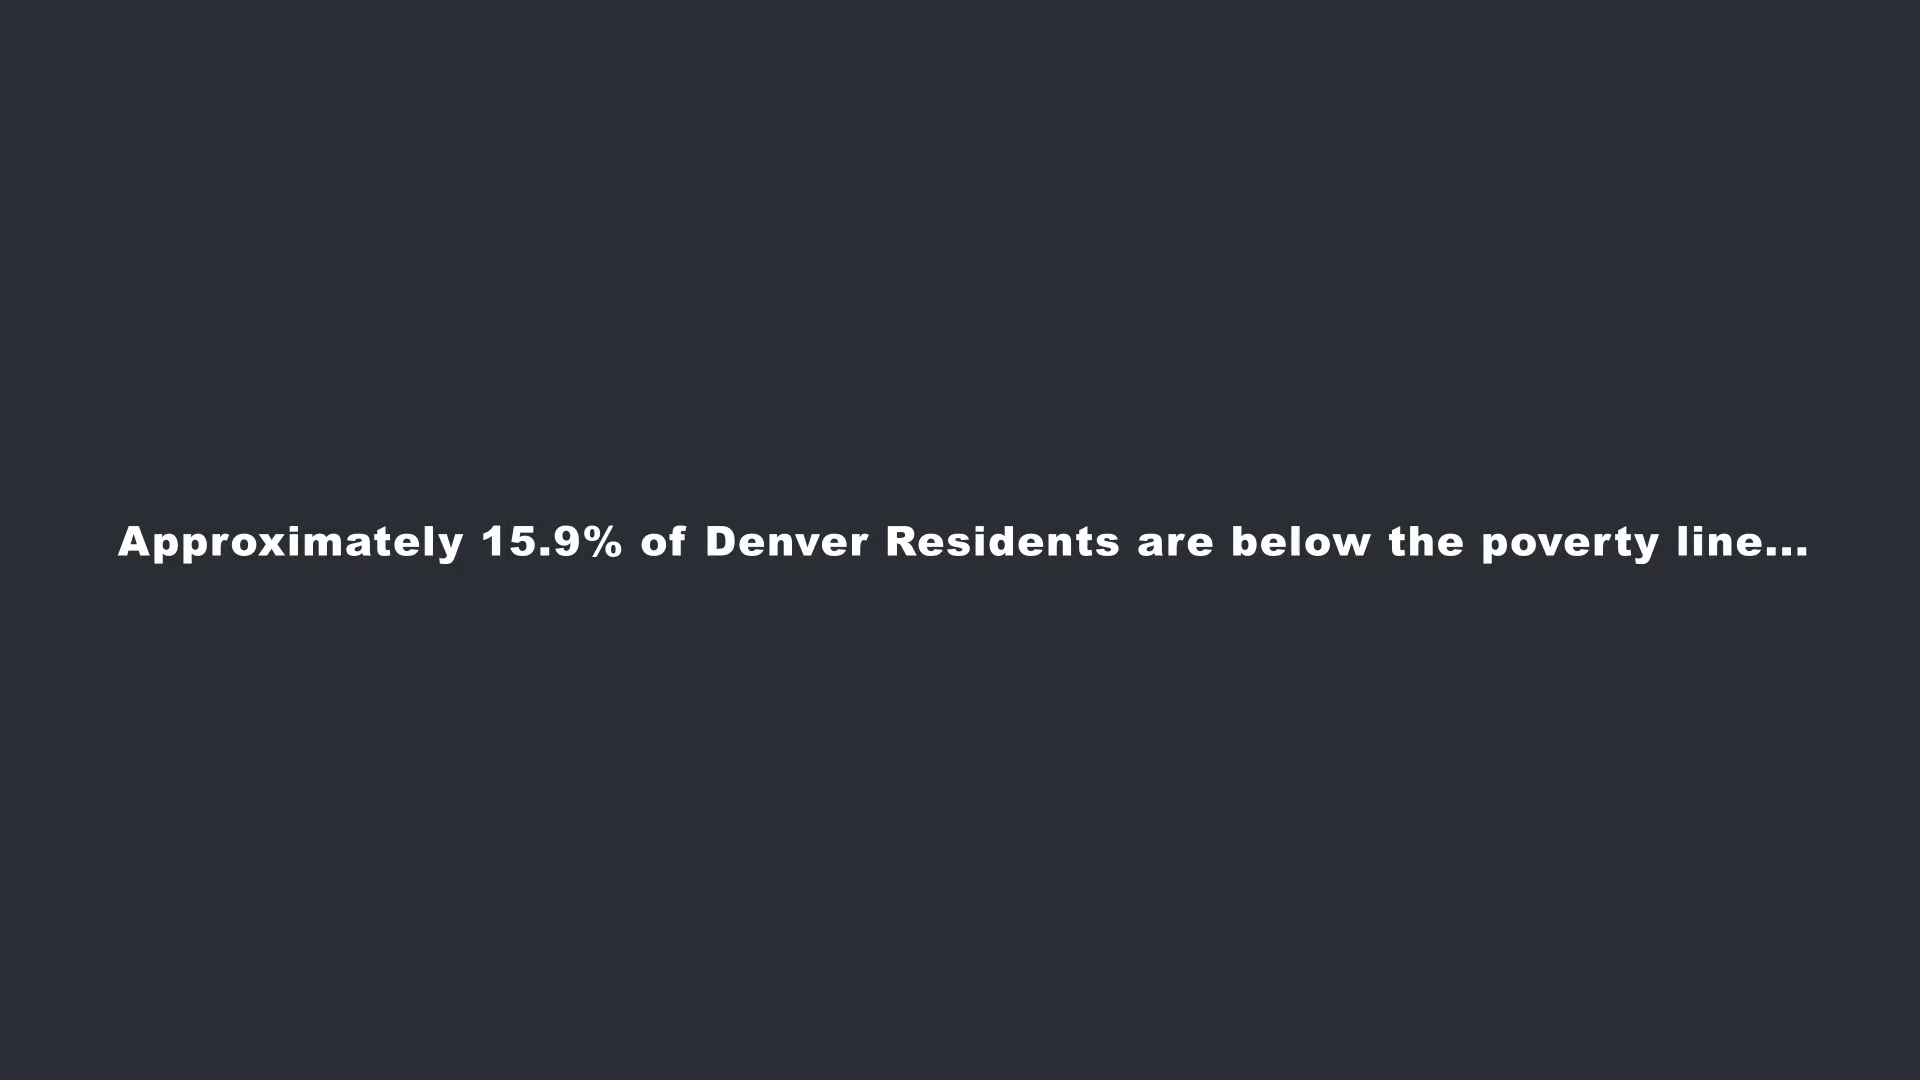 Approximately 15.9% of Denver Residents are below the poverty line...